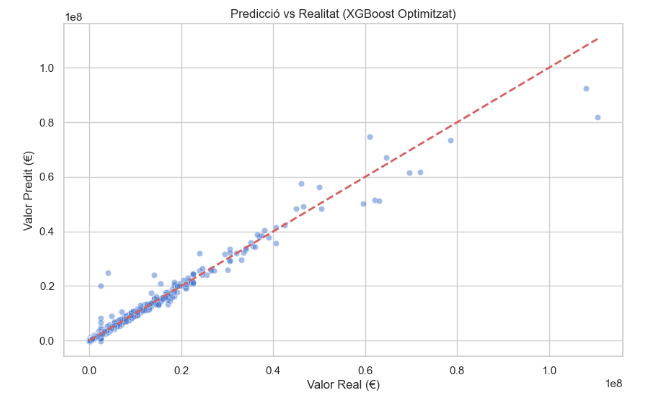 Predicció vs Realitat (XGBoost Optimitzat)
1e8
1.0
0.8
0.6
0.4
0.2
0.0
Valor Predit (€)
0.0 0.2 0.4 0.6 0.8 1.0
Valor Real (€)
1e8